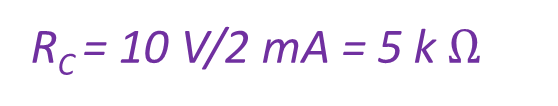 R_C = 10 V/2 mA = 5 k Ω